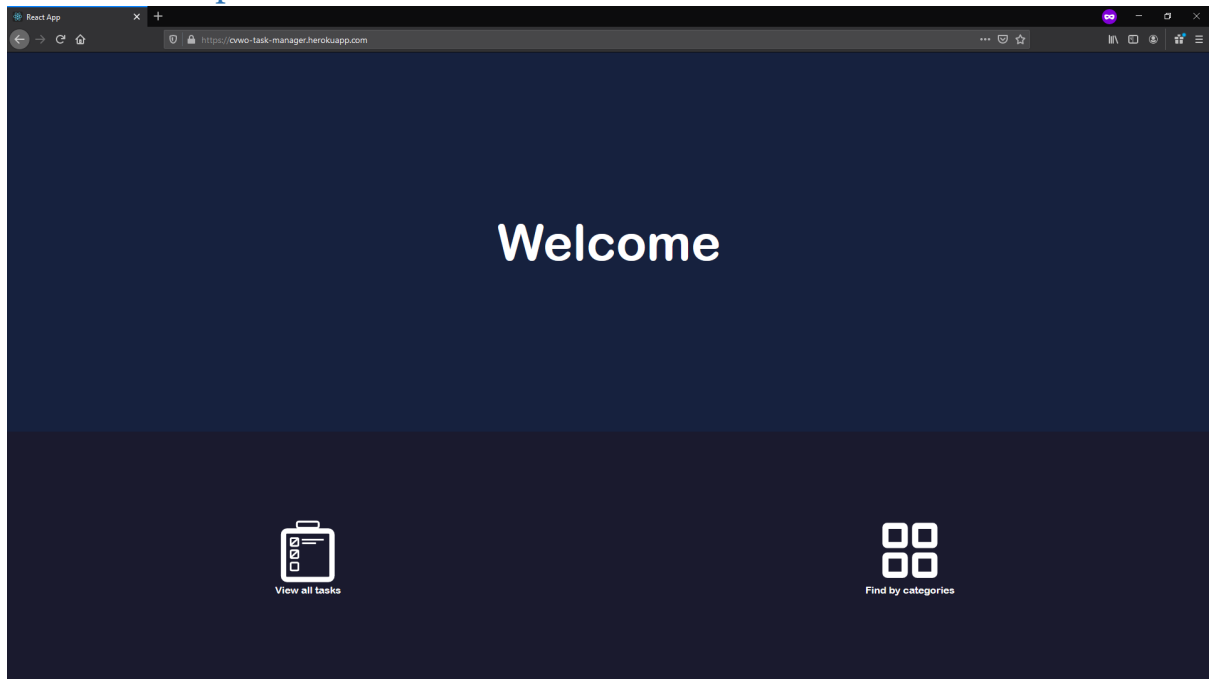 React App
https://cvwo-task-manager.herokuapp.com
Welcome
View all tasks
Find by categories